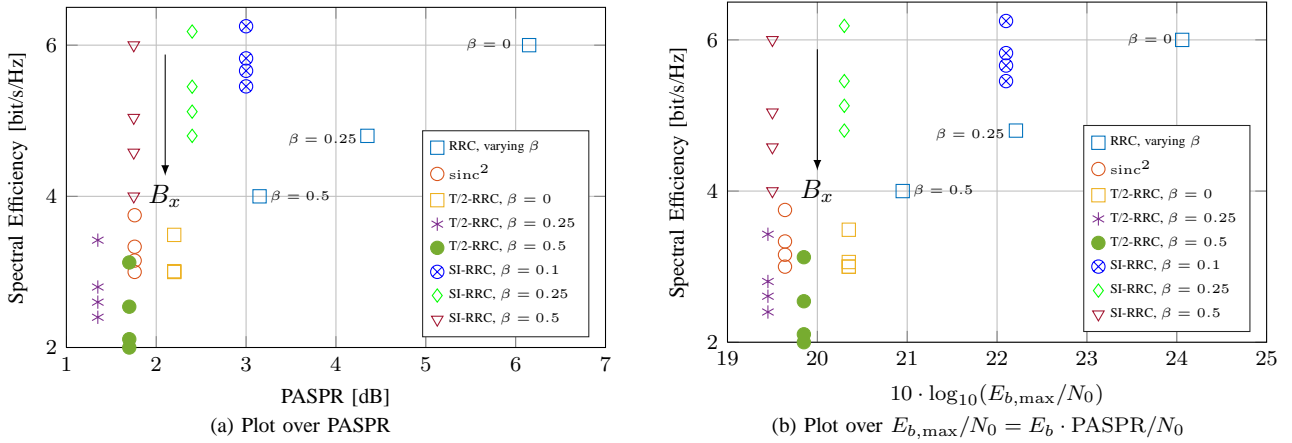 Spectral Efficiency [bit/s/Hz]
6
4
2
1 2 3 4 5 6 7
PASPR [dB]
β = 0
β = 0.25
β = 0.5
B_x
RRC, varying β
sinc²
T/2-RRC, β = 0
T/2-RRC, β = 0.25
T/2-RRC, β = 0.5
SI-RRC, β = 0.1
SI-RRC, β = 0.25
SI-RRC, β = 0.5
(a) Plot over PASPR
Spectral Efficiency [bit/s/Hz]
6
4
2
19 20 21 22 23 24 25
10 · log₁₀(E_{b,max}/N₀)
β = 0
β = 0.25
β = 0.5
B_x
RRC, varying β
sinc²
T/2-RRC, β = 0
T/2-RRC, β = 0.25
T/2-RRC, β = 0.5
SI-RRC, β = 0.1
SI-RRC, β = 0.25
SI-RRC, β = 0.5
(b) Plot over E_{b,max}/N₀ = E_b · PASPR/N₀